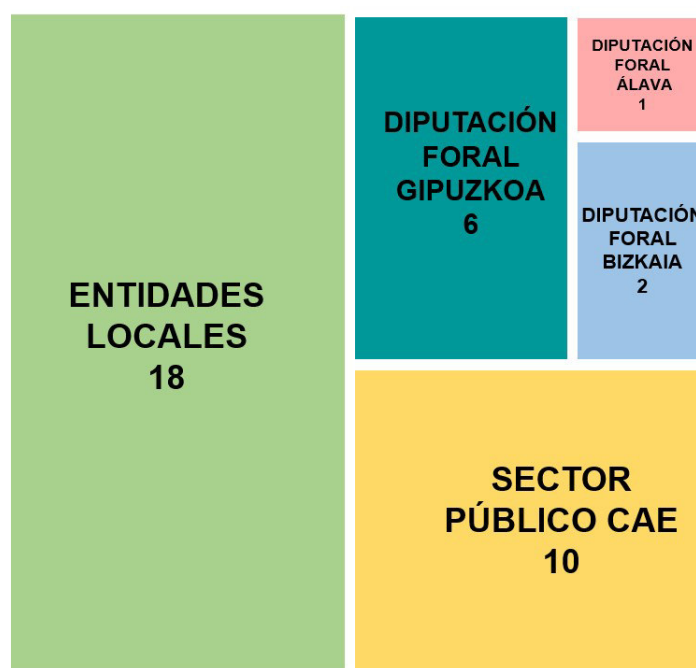 ENTIDADES
LOCALES
18
DIPUTACIÓN
FORAL
GIPUZKOA
6
DIPUTACIÓN
FORAL
ÁLAVA
1
DIPUTACIÓN
FORAL
BIZKAIA
2
SECTOR
PÚBLICO CAE
10